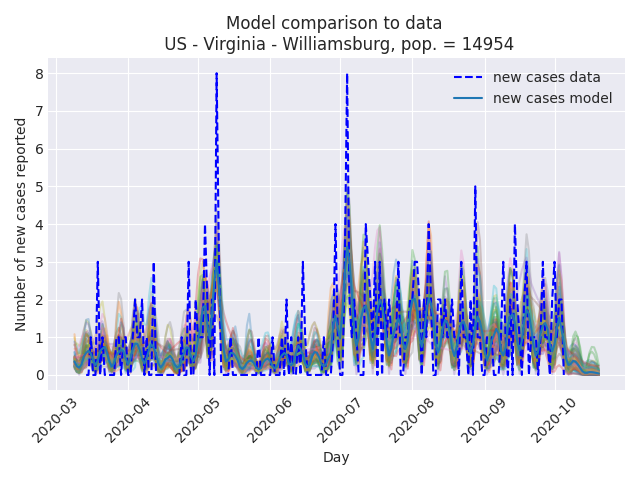 Model comparison to data
US - Virginia - Williamsburg, pop. = 14954
new cases data
new cases model
Number of new cases reported
8
7
6
5
4
3
2
1
0
2020-03
2020-04
2020-05
2020-06
2020-07
2020-08
2020-09
2020-10
Day